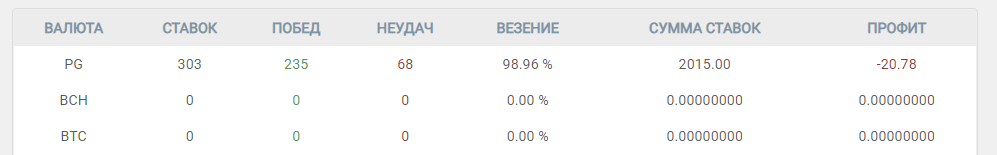 ВАЛЮТА СТАВОК ПОБЕД НЕУДАЧ ВЕЗЕНИЕ СУММА СТАВОК ПРОФИТ
PG 303 235 68 98.96 % 2015.00 -20.78
BCH 0 0 0 0.00 % 0.00000000 0.00000000
BTC 0 0 0 0.00 % 0.00000000 0.00000000